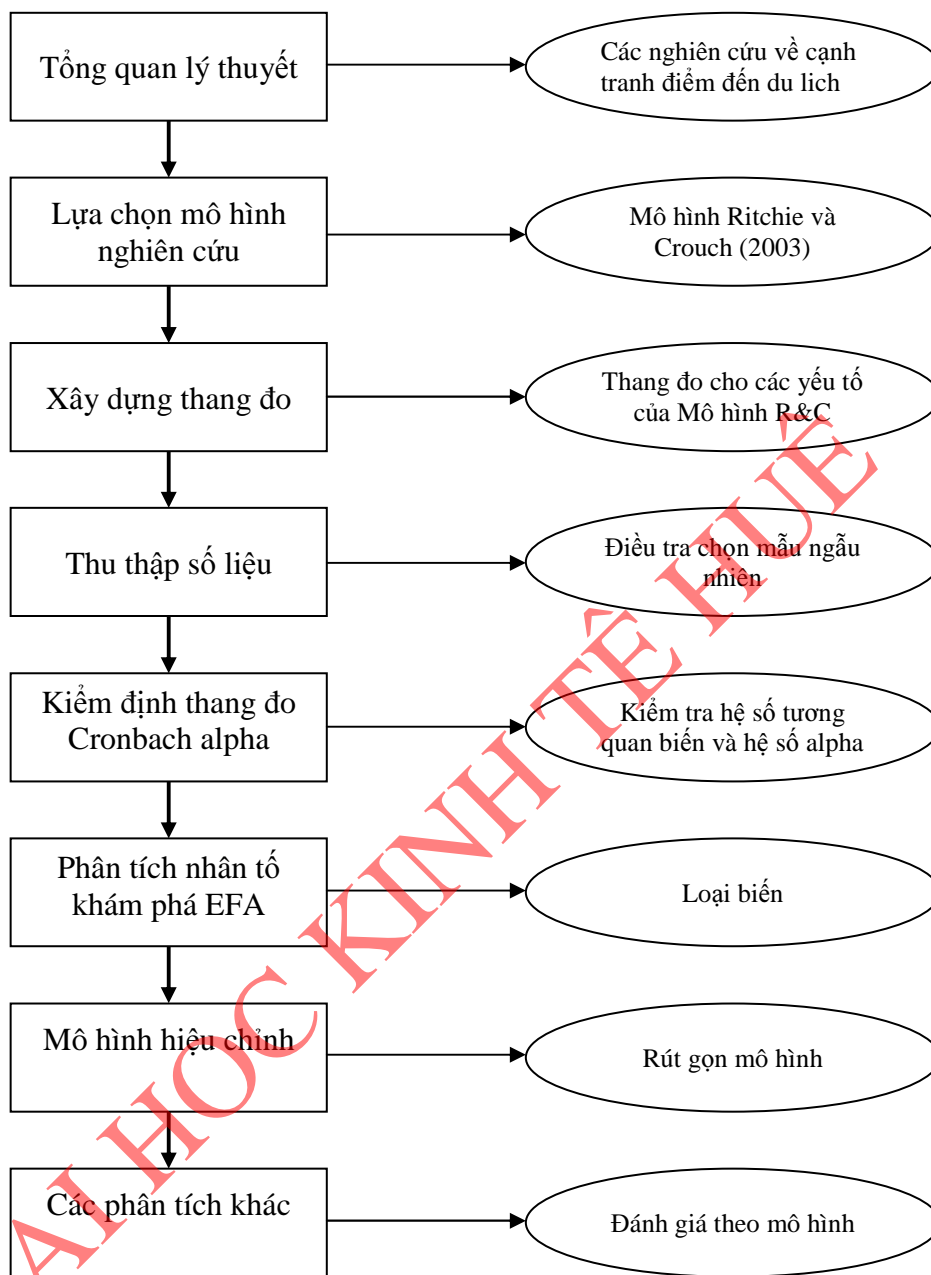 Tổng quan lý thuyết
Các nghiên cứu về cạnh
tranh điểm đến du lich
Lựa chọn mô hình
nghiên cứu
Mô hình Ritchie và
Crouch (2003)
Xây dựng thang đo
Thang đo cho các yếu tố
của Mô hình R&C
Thu thập số liệu
Điều tra chọn mẫu ngẫu
nhiên
Kiểm định thang đo
Cronbach alpha
Kiểm tra hệ số tương
quan biến và hệ số alpha
Phân tích nhân tố
khám phá EFA
Loại biến
Mô hình hiệu chỉnh
Rút gọn mô hình
Các phân tích khác
Đánh giá theo mô hình
AI HOC KINH TẾ HUẾ